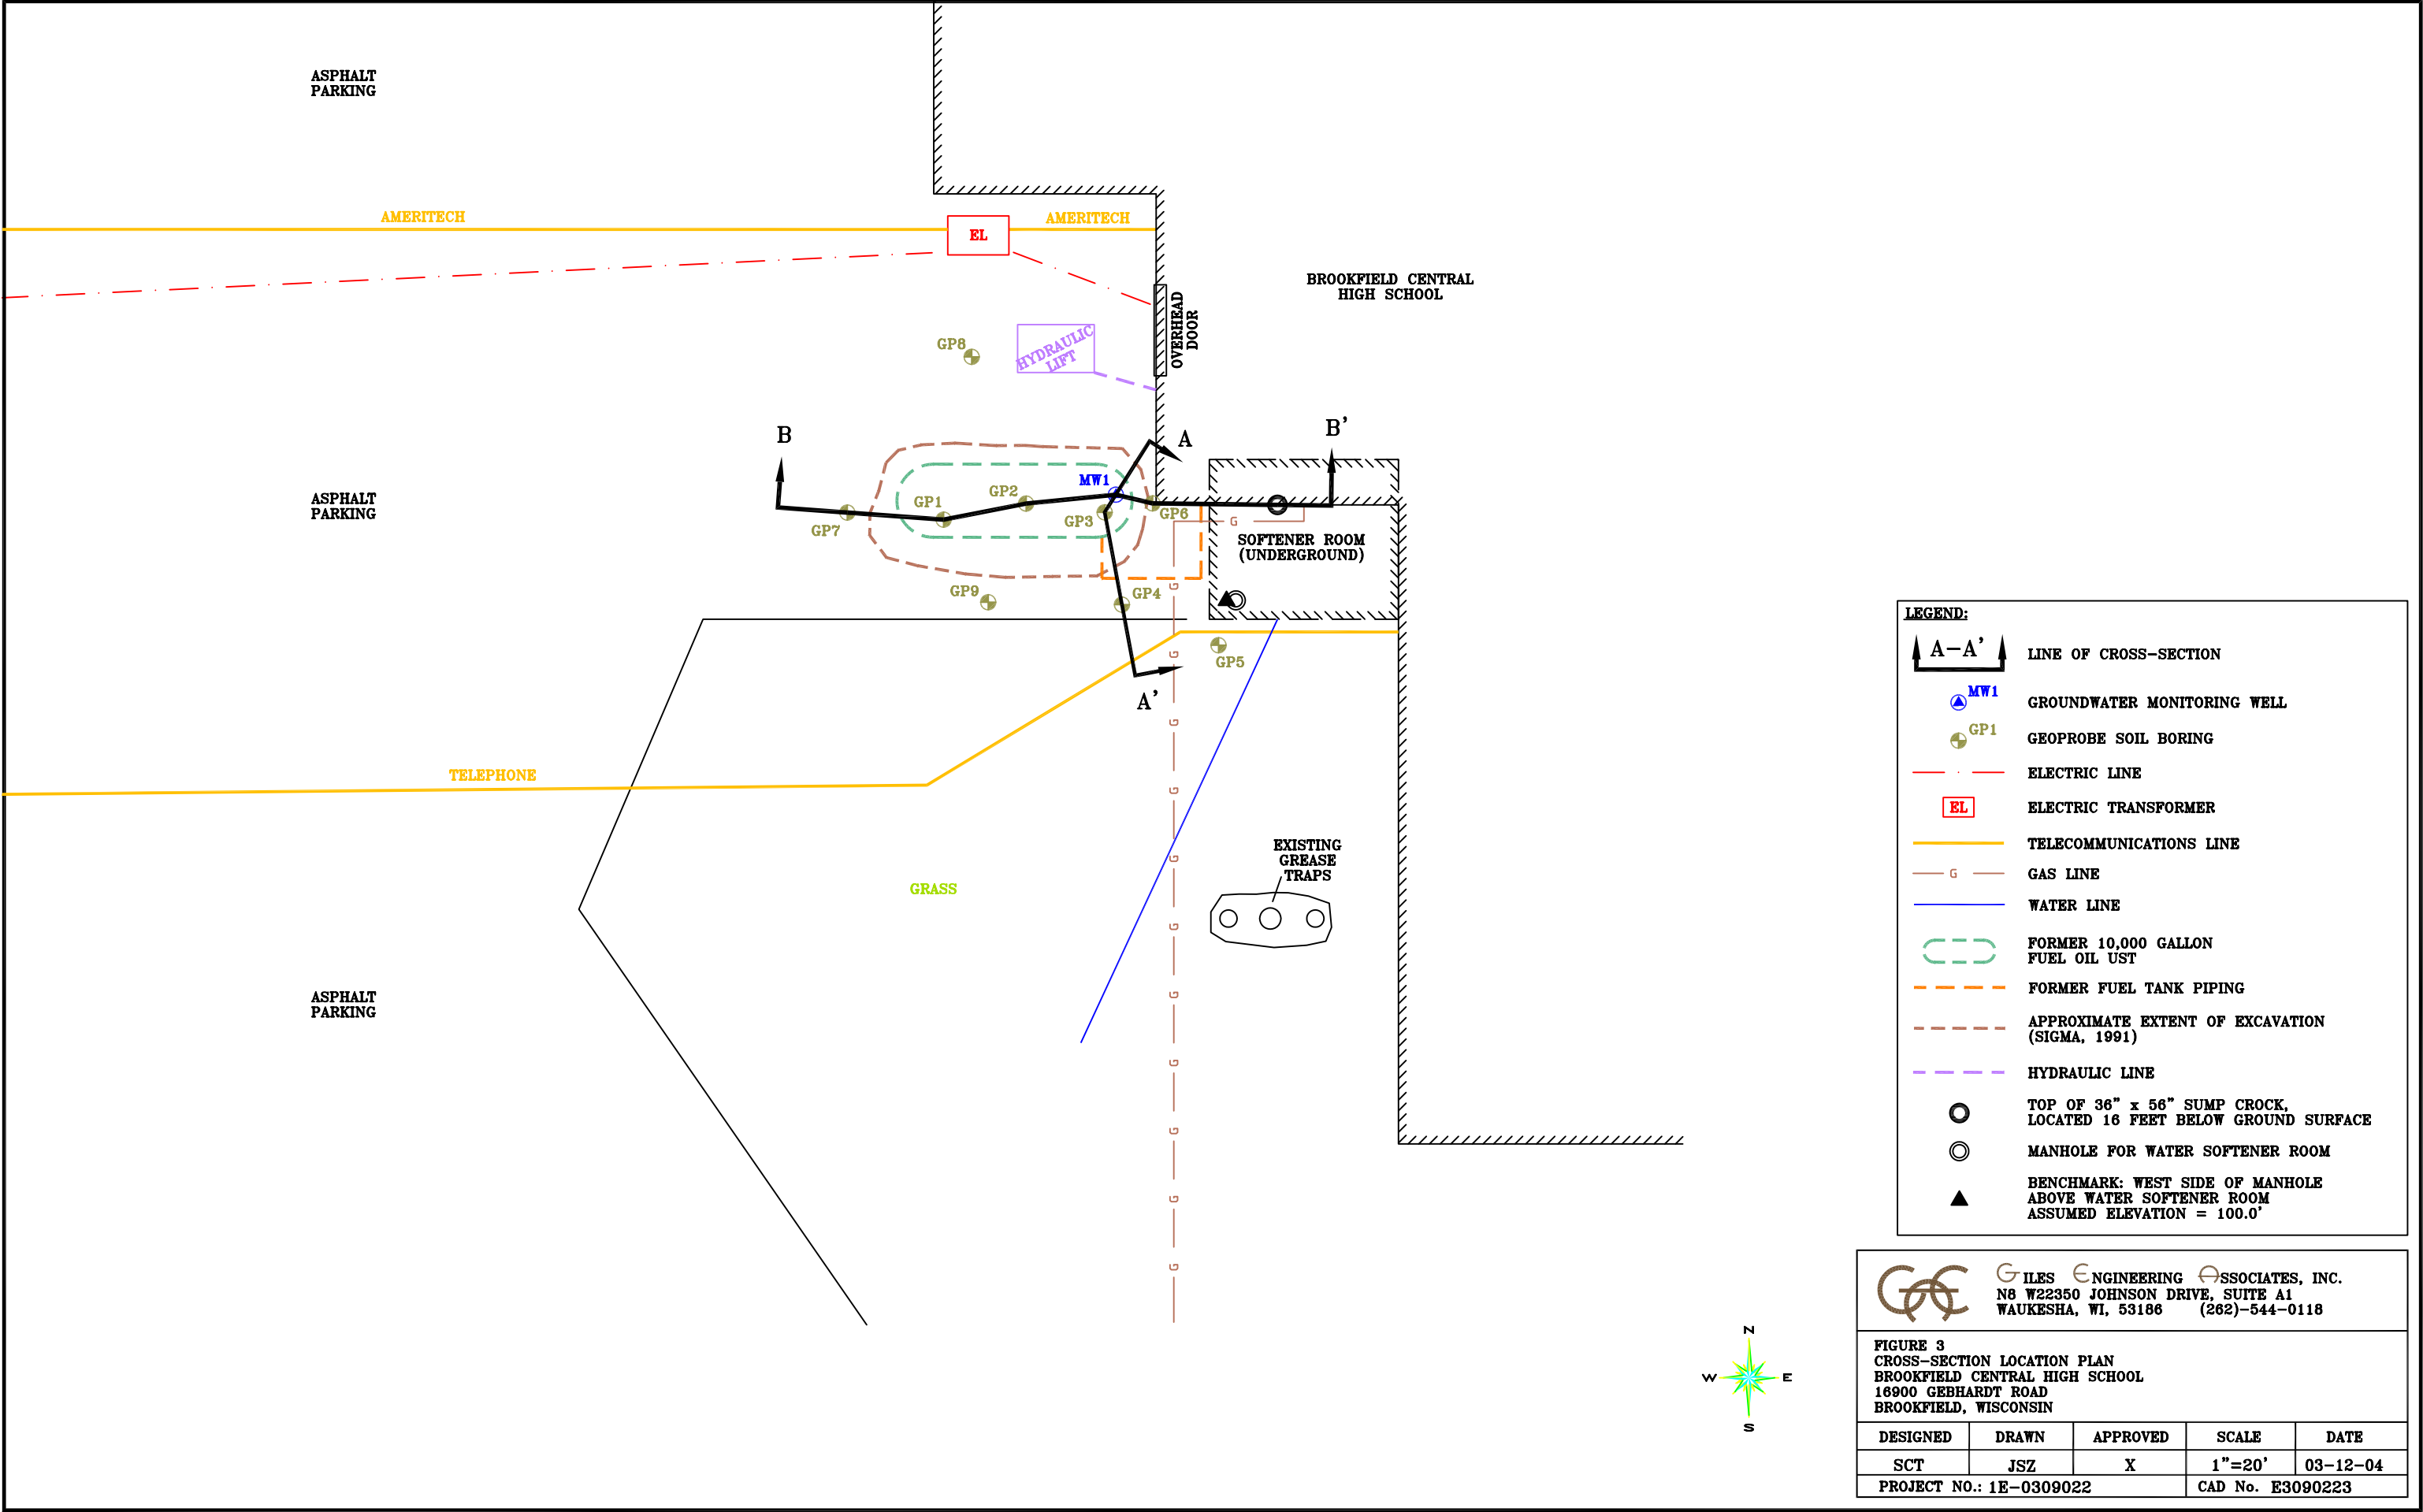 ASPHALT
PARKING
AMERITECH
AMERITECH
EL
BROOKFIELD CENTRAL
HIGH SCHOOL
OVERHEAD
DOOR
HYDRAULIC
LIFT
GP8
B
A
B'
MW1
GP2
GP1
GP3
GP6
GP7
G
ASPHALT
PARKING
SOFTENER ROOM
(UNDERGROUND)
G
GP9
GP4
G
GP5
A'
G
TELEPHONE
G
EXISTING
GREASE
TRAPS
G
GRASS
G
ASPHALT
PARKING
G
G
G
G
G
LEGEND:
A-A'
LINE OF CROSS-SECTION
MW1
GROUNDWATER MONITORING WELL
GP1
GEOPROBE SOIL BORING
ELECTRIC LINE
EL
ELECTRIC TRANSFORMER
TELECOMMUNICATIONS LINE
G
GAS LINE
WATER LINE
FORMER 10,000 GALLON
FUEL OIL UST
FORMER FUEL TANK PIPING
APPROXIMATE EXTENT OF EXCAVATION
(SIGMA, 1991)
HYDRAULIC LINE
TOP OF 36" x 56" SUMP CROCK,
LOCATED 16 FEET BELOW GROUND SURFACE
MANHOLE FOR WATER SOFTENER ROOM
BENCHMARK: WEST SIDE OF MANHOLE
ABOVE WATER SOFTENER ROOM
ASSUMED ELEVATION = 100.0'
GAE
GILES ENGINEERING ASSOCIATES, INC.
N8 W22350 JOHNSON DRIVE, SUITE A1
WAUKESHA, WI, 53186 (262)-544-0118
N
W E
S
FIGURE 3
CROSS-SECTION LOCATION PLAN
BROOKFIELD CENTRAL HIGH SCHOOL
16900 GEBHARDT ROAD
BROOKFIELD, WISCONSIN
DESIGNED DRAWN APPROVED SCALE DATE
SCT JSZ X 1"=20' 03-12-04
PROJECT NO.: 1E-0309022 CAD No. E3090223